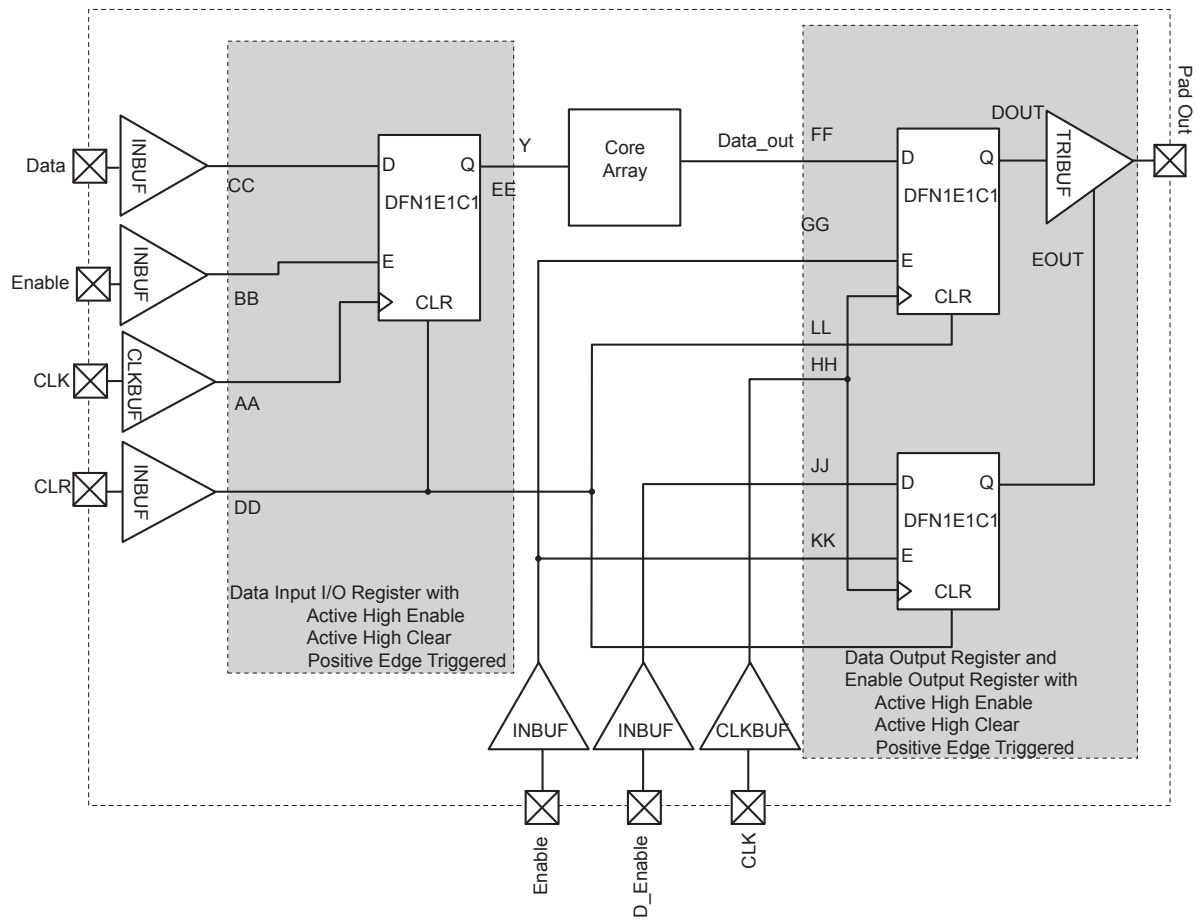 Pad Out
DOUT
INBUF
TRIBUF
Data
D
Q
Y
Core
Array
Data_out
FF
D
Q
CC
EE
DFN1E1C1
DFN1E1C1
GG
INBUF
Enable
E
E
EOUT
BB
CLR
CLR
LL
CLKBUF
CLK
HH
AA
INBUF
CLR
JJ
D
Q
DD
DFN1E1C1
KK
E
CLR
Data Input I/O Register with
Active High Enable
Active High Clear
Positive Edge Triggered
Data Output Register and
Enable Output Register with
Active High Enable
Active High Clear
Positive Edge Triggered
INBUF
INBUF
CLKBUF
Enable
D_Enable
CLK